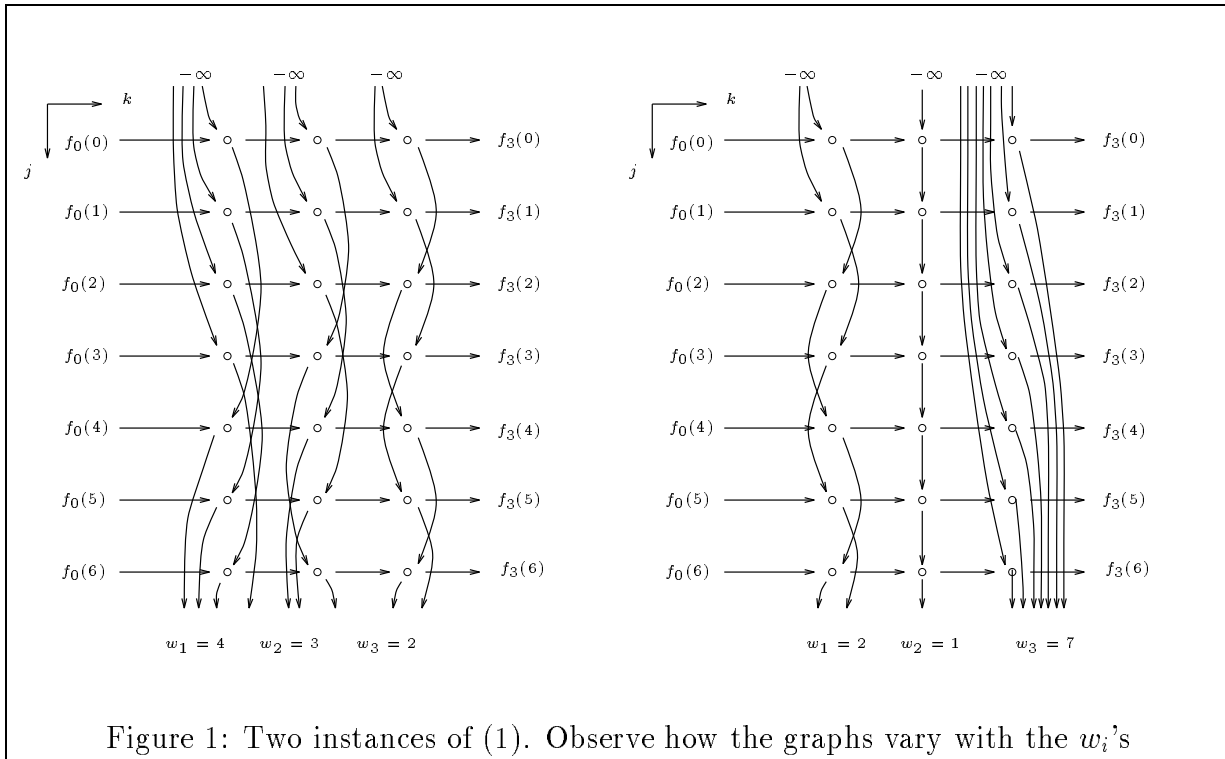 −∞ −∞ −∞ −∞ −∞ −∞
k k
f₀(0) f₃(0) f₀(0) f₃(0)
j j
f₀(1) f₃(1) f₀(1) f₃(1)
f₀(2) f₃(2) f₀(2) f₃(2)
f₀(3) f₃(3) f₀(3) f₃(3)
f₀(4) f₃(4) f₀(4) f₃(4)
f₀(5) f₃(5) f₀(5) f₃(5)
f₀(6) f₃(6) f₀(6) f₃(6)
w₁ = 4 w₂ = 3 w₃ = 2 w₁ = 2 w₂ = 1 w₃ = 7
Figure 1: Two instances of (1). Observe how the graphs vary with the wᵢ's